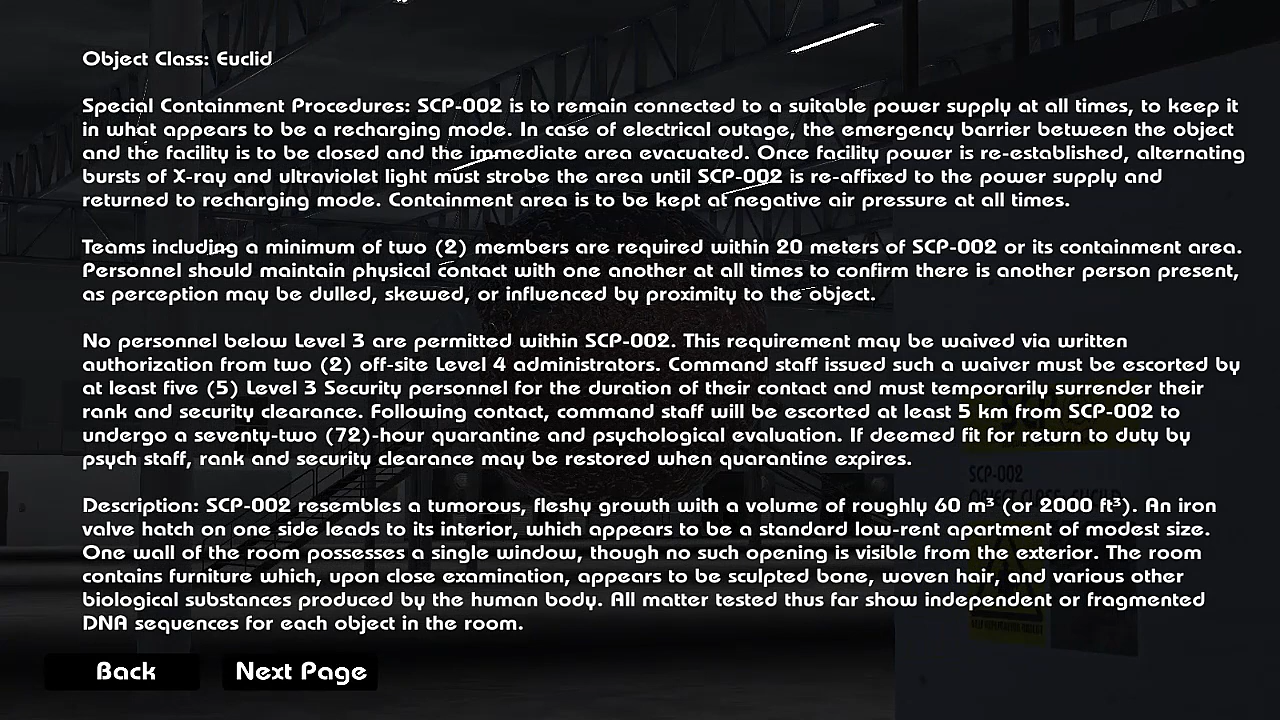 Object Class: Euclid
Special Containment Procedures: SCP-002 is to remain connected to a suitable power supply at all times, to keep it
in what appears to be a recharging mode. In case of electrical outage, the emergency barrier between the object
and the facility is to be closed and the immediate area evacuated. Once facility power is re-established, alternating
bursts of X-ray and ultraviolet light must strobe the area until SCP-002 is re-affixed to the power supply and
returned to recharging mode. Containment area is to be kept at negative air pressure at all times.
Teams including a minimum of two (2) members are required within 20 meters of SCP-002 or its containment area.
Personnel should maintain physical contact with one another at all times to confirm there is another person present,
as perception may be dulled, skewed, or influenced by proximity to the object.
No personnel below Level 3 are permitted within SCP-002. This requirement may be waived via written
authorization from two (2) off-site Level 4 administrators. Command staff issued such a waiver must be escorted by
at least five (5) Level 3 Security personnel for the duration of their contact and must temporarily surrender their
rank and security clearance. Following contact, command staff will be escorted at least 5 km from SCP-002 to
undergo a seventy-two (72)-hour quarantine and psychological evaluation. If deemed fit for return to duty by
psych staff, rank and security clearance may be restored when quarantine expires.
Description: SCP-002 resembles a tumorous, fleshy growth with a volume of roughly 60 m³ (or 2000 ft³). An iron
valve hatch on one side leads to its interior, which appears to be a standard low-rent apartment of modest size.
One wall of the room possesses a single window, though no such opening is visible from the exterior. The room
contains furniture which, upon close examination, appears to be sculpted bone, woven hair, and various other
biological substances produced by the human body. All matter tested thus far show independent or fragmented
DNA sequences for each object in the room.
Back
Next Page
SCP-002
OBJECT CLASS: EUCLID